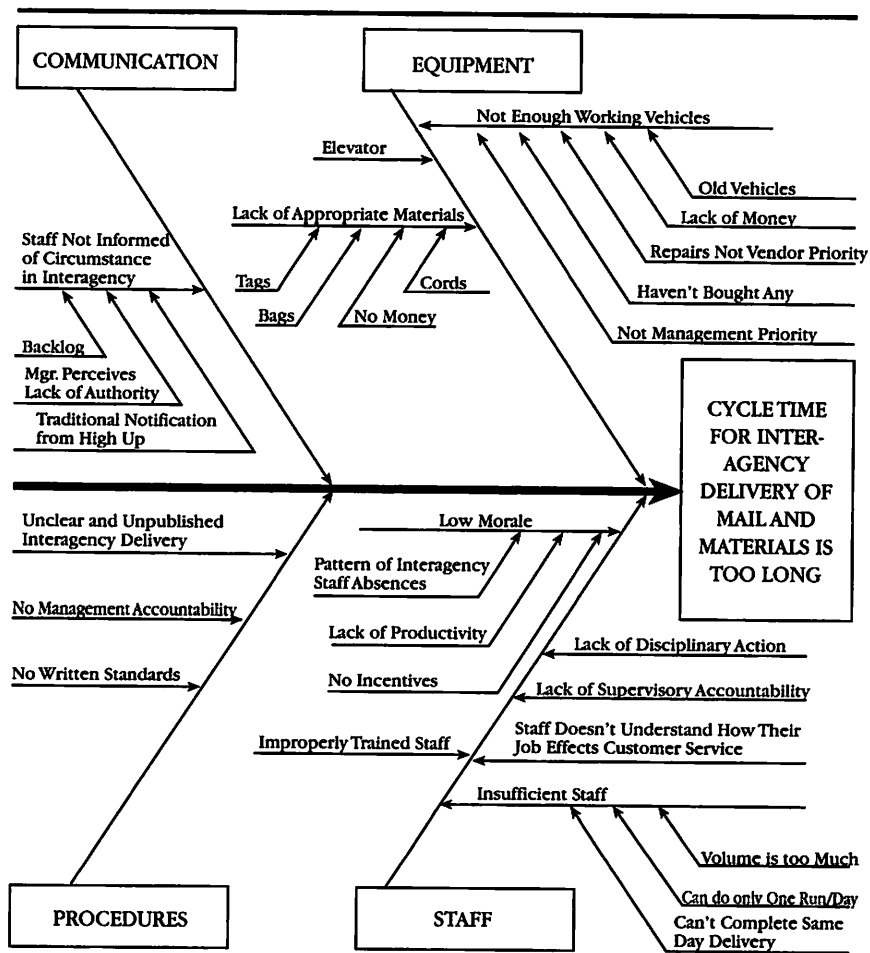 COMMUNICATION
EQUIPMENT
Not Enough Working Vehicles
Elevator
Old Vehicles
Lack of Appropriate Materials
Lack of Money
Staff Not Informed
of Circumstance
in Interagency
Repairs Not Vendor Priority
Tags
Cords
Haven't Bought Any
Bags
No Money
Not Management Priority
Backlog
Mgr. Perceives
Lack of Authority
Traditional Notification
from High Up
CYCLE TIME
FOR INTER-
AGENCY
DELIVERY OF
MAIL AND
MATERIALS IS
TOO LONG
Unclear and Unpublished
Interagency Delivery
Low Morale
Pattern of Interagency
Staff Absences
No Management Accountability
Lack of Productivity
Lack of Disciplinary Action
No Written Standards
No Incentives
Lack of Supervisory Accountability
Improperly Trained Staff
Staff Doesn't Understand How Their
Job Effects Customer Service
Insufficient Staff
Volume is too Much
Can do only One Run/Day
Can't Complete Same
Day Delivery
PROCEDURES
STAFF